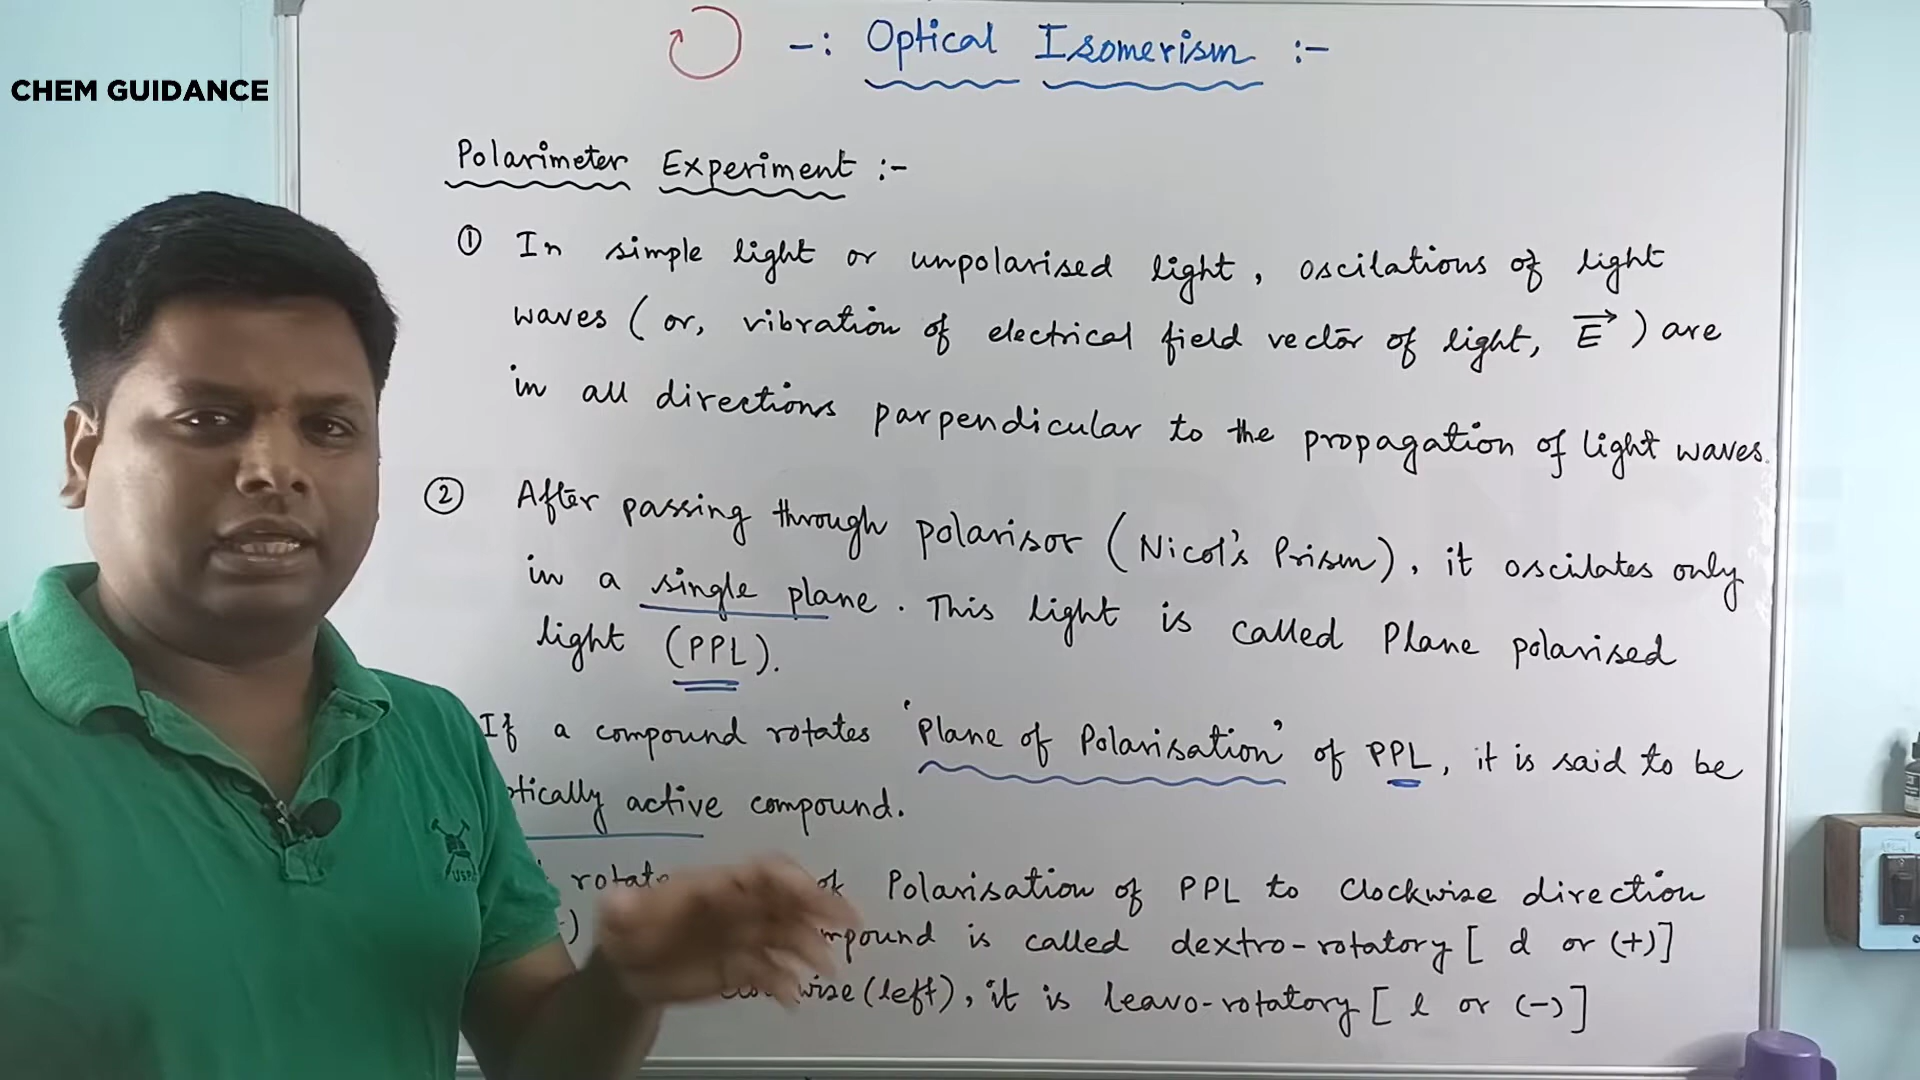 CHEM GUIDANCE
-: Optical Isomerism :-
Polarimeter Experiment :-
① In simple light or unpolarised light, oscilations of light
waves (or, vibration of electrical field vector of light, E→) are
in all directions parpendicular to the propagation of light waves.
② After passing through polarisor (Nicol's Prism), it oscilates only
in a single plane. This light is called Plane polarised
light (PPL).
If a compound rotates 'Plane of Polarisation' of PPL, it is said to be
active compound.
Polarisation of PPL to Clockwise direction
is called dextro-rotatory [ d or (+)]
(left), it is leavo-rotatory [ l or (-)]